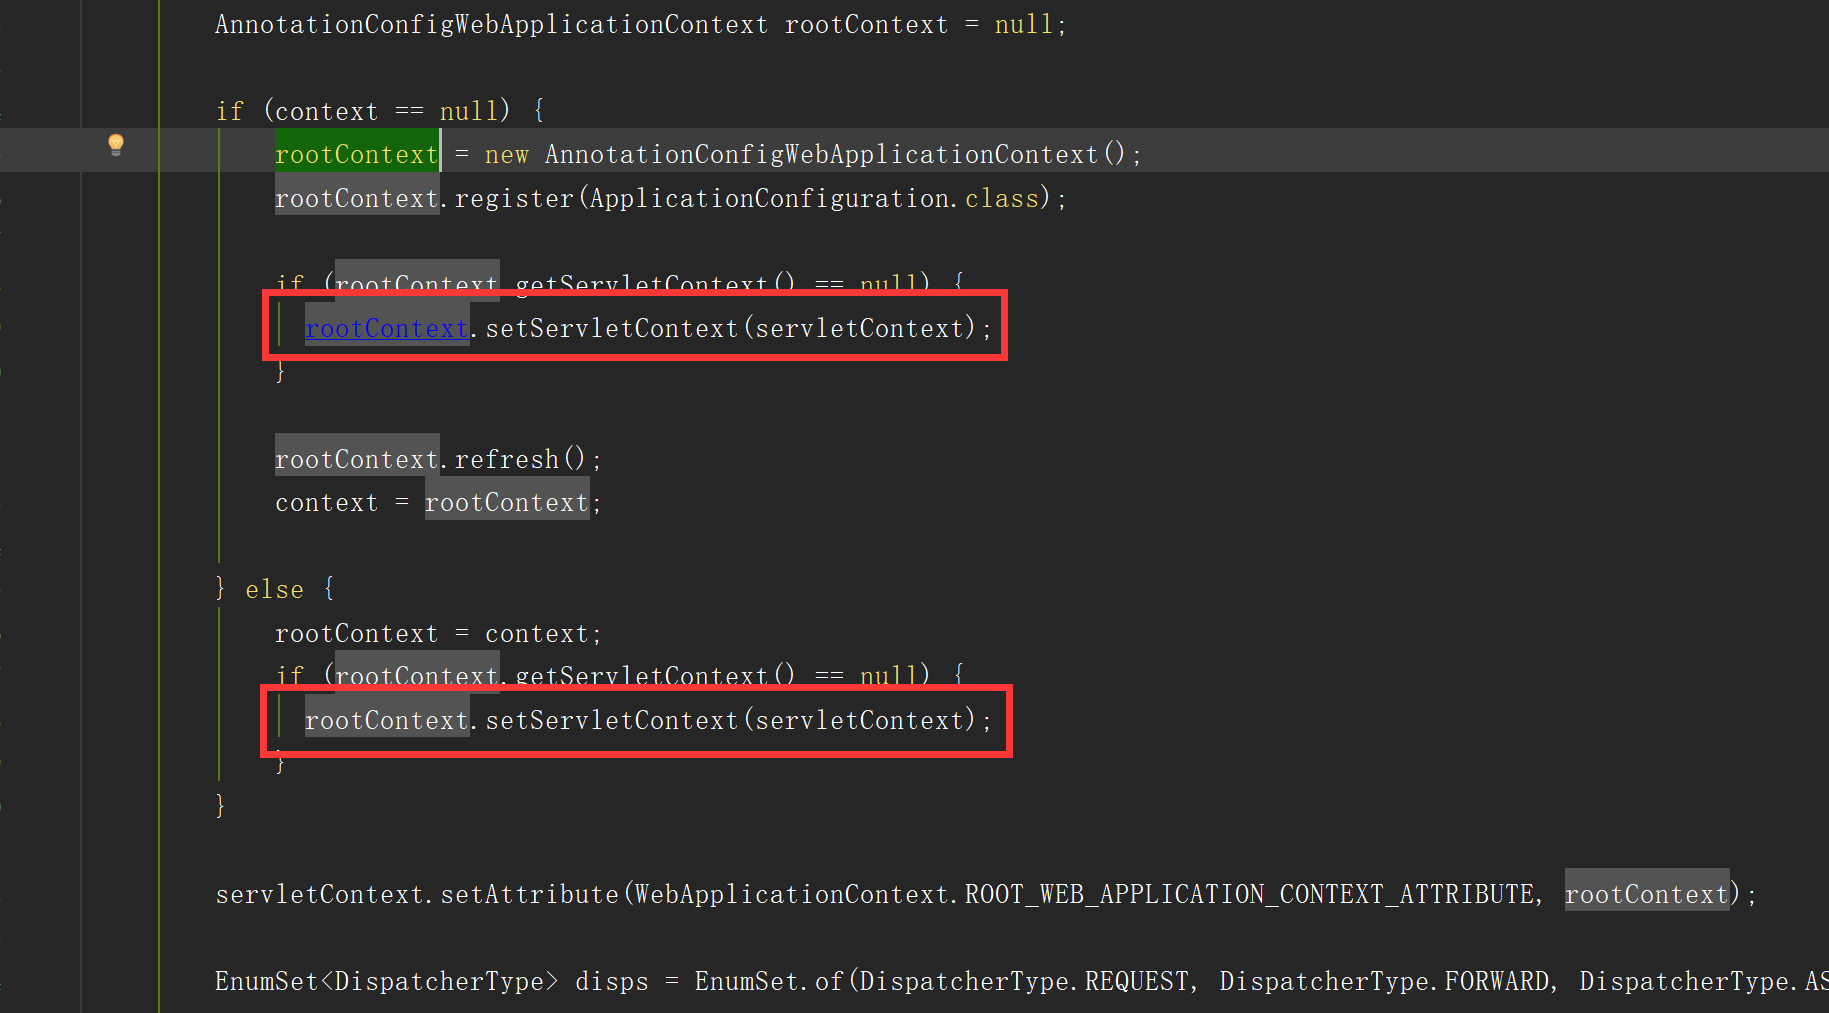 AnnotationConfigWebApplicationContext rootContext = null;
if (context == null) {
rootContext = new AnnotationConfigWebApplicationContext();
rootContext.register(ApplicationConfiguration.class);
if (rootContext.getServletContext() == null) {
rootContext.setServletContext(servletContext);
}
rootContext.refresh();
context = rootContext;
} else {
rootContext = context;
if (rootContext.getServletContext() == null) {
rootContext.setServletContext(servletContext);
}
}
servletContext.setAttribute(WebApplicationContext.ROOT_WEB_APPLICATION_CONTEXT_ATTRIBUTE, rootContext);
EnumSet<DispatcherType> disps = EnumSet.of(DispatcherType.REQUEST, DispatcherType.FORWARD, DispatcherType.AS